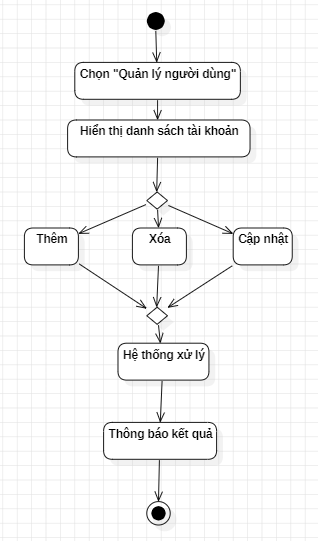 Chọn "Quản lý người dùng"
Hiển thị danh sách tài khoản
Thêm
Xóa
Cập nhật
Hệ thống xử lý
Thông báo kết quả